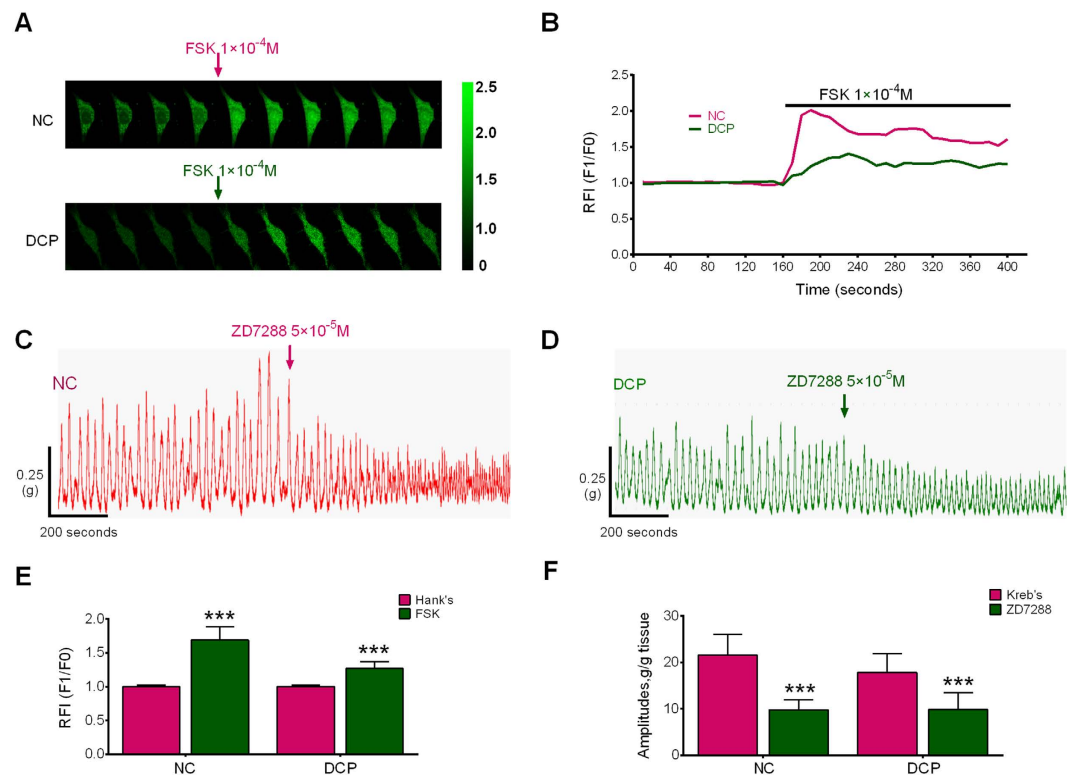 A
FSK 1×10⁻⁴M
NC
FSK 1×10⁻⁴M
DCP
2.5
2.0
1.5
1.0
0
B
FSK 1×10⁻⁴M
NC
DCP
RFI (F1/F0)
2.5
2.0
1.5
1.0
0.5
0.0
0 40 80 120 160 200 240 280 320 360 400
Time (seconds)
C
ZD7288 5×10⁻⁵M
NC
0.25
(g)
200 seconds
D
ZD7288 5×10⁻⁵M
DCP
0.25
(g)
200 seconds
E
Hank's
FSK
RFI (F1/F0)
2.0
1.5
1.0
0.5
0.0
*** ***
NC DCP
F
Kreb's
ZD7288
Amplitudes,g/g tissue
30
20
10
0
*** ***
NC DCP